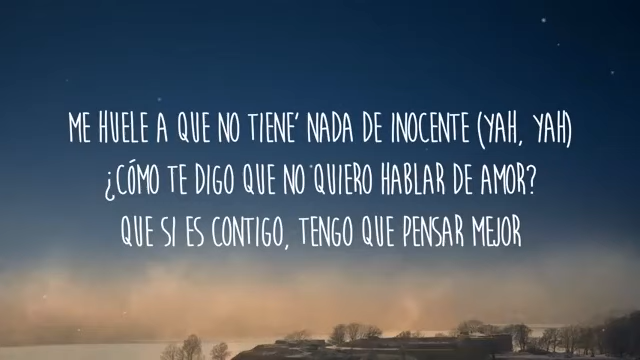 ME HUELE A QUE NO TIENE' NADA DE INOCENTE (YAH, YAH)
¿CÓMO TE DIGO QUE NO QUIERO HABLAR DE AMOR?
QUE SI ES CONTIGO, TENGO QUE PENSAR MEJOR